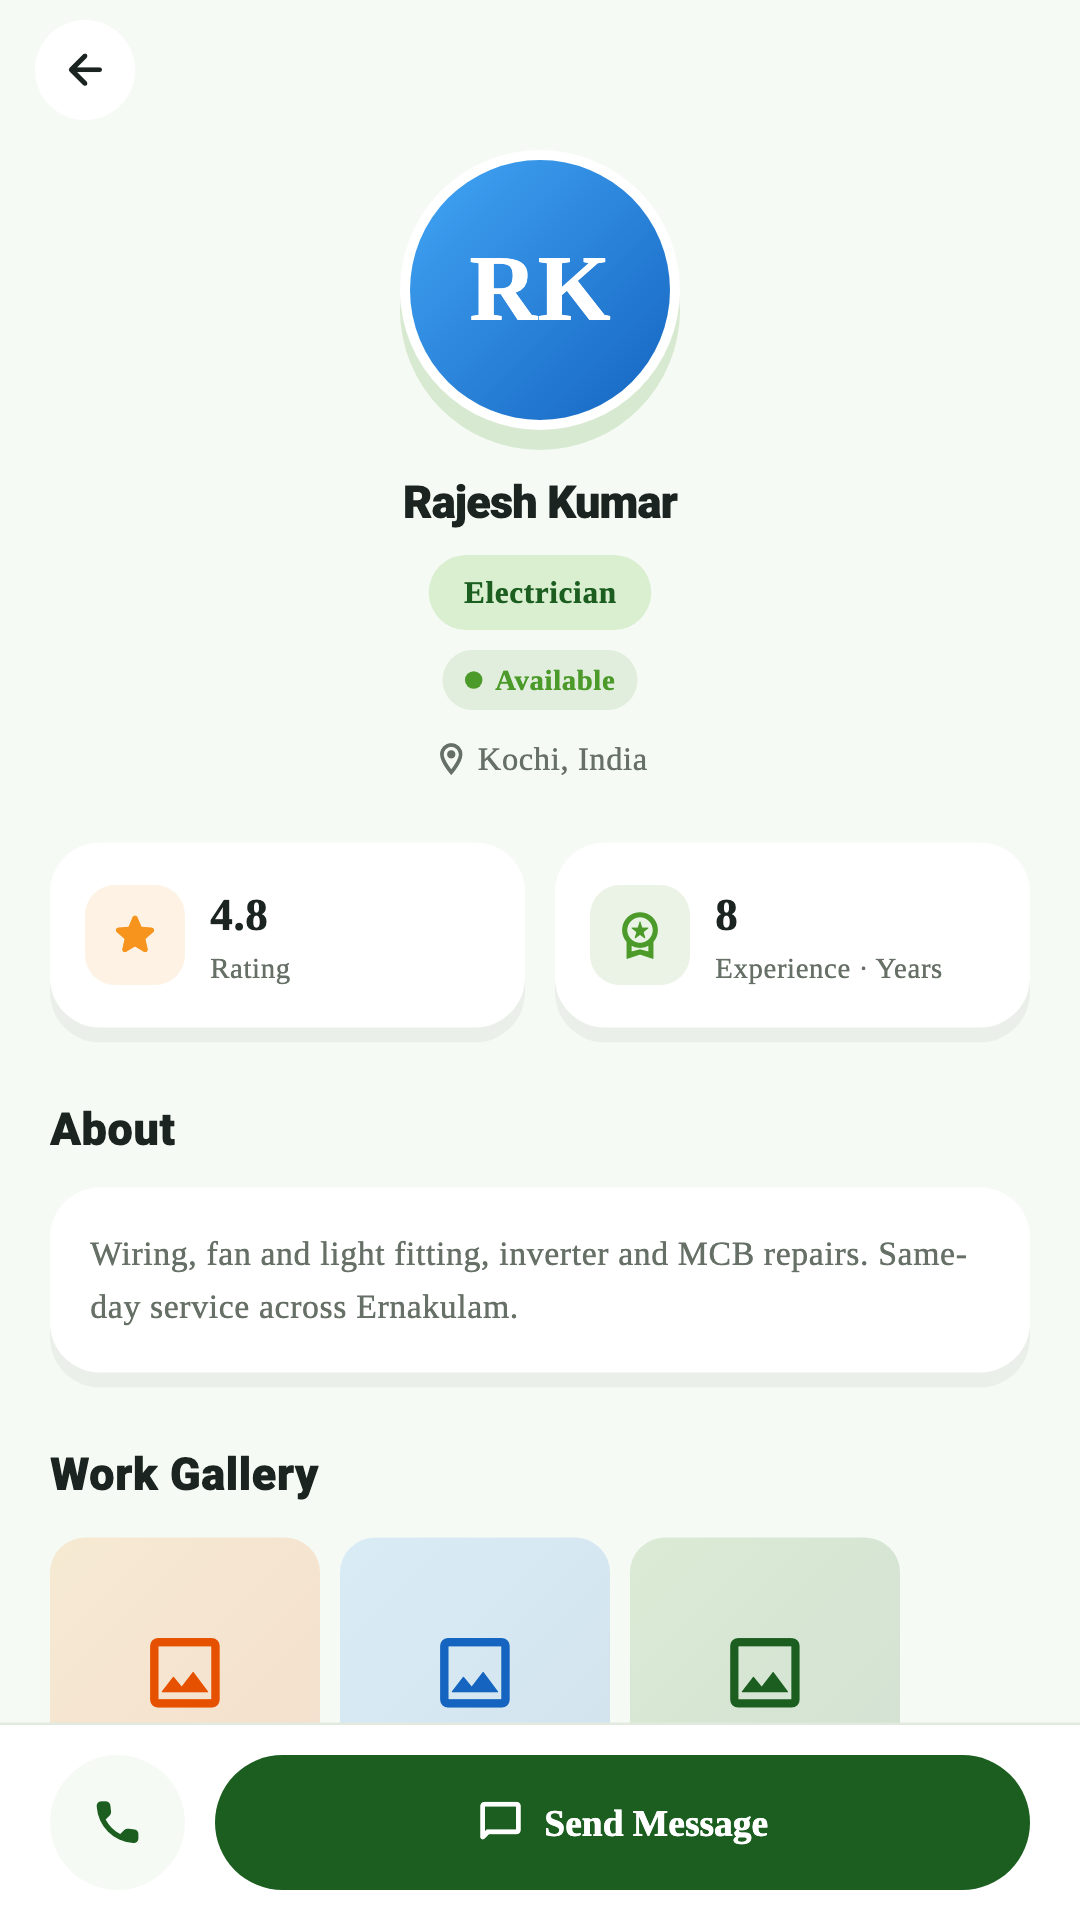 RK
Rajesh Kumar
Electrician
Available
Kochi, India
4.8
Rating
8
Experience · Years
About
Wiring, fan and light fitting, inverter and MCB repairs. Same-
day service across Ernakulam.
Work Gallery
Send Message